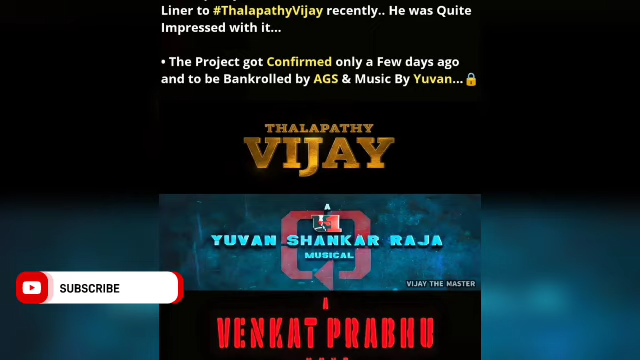 Liner to #ThalapathyVijay recently.. He was Quite
Impressed with it...
• The Project got Confirmed only a Few days ago
and to be Bankrolled by AGS & Music By Yuvan...🔒
THALAPATHY
VIJAY
A
U1
YUVAN SHANKAR RAJA
MUSICAL
VIJAY THE MASTER
SUBSCRIBE
A
VENKAT PRABHU